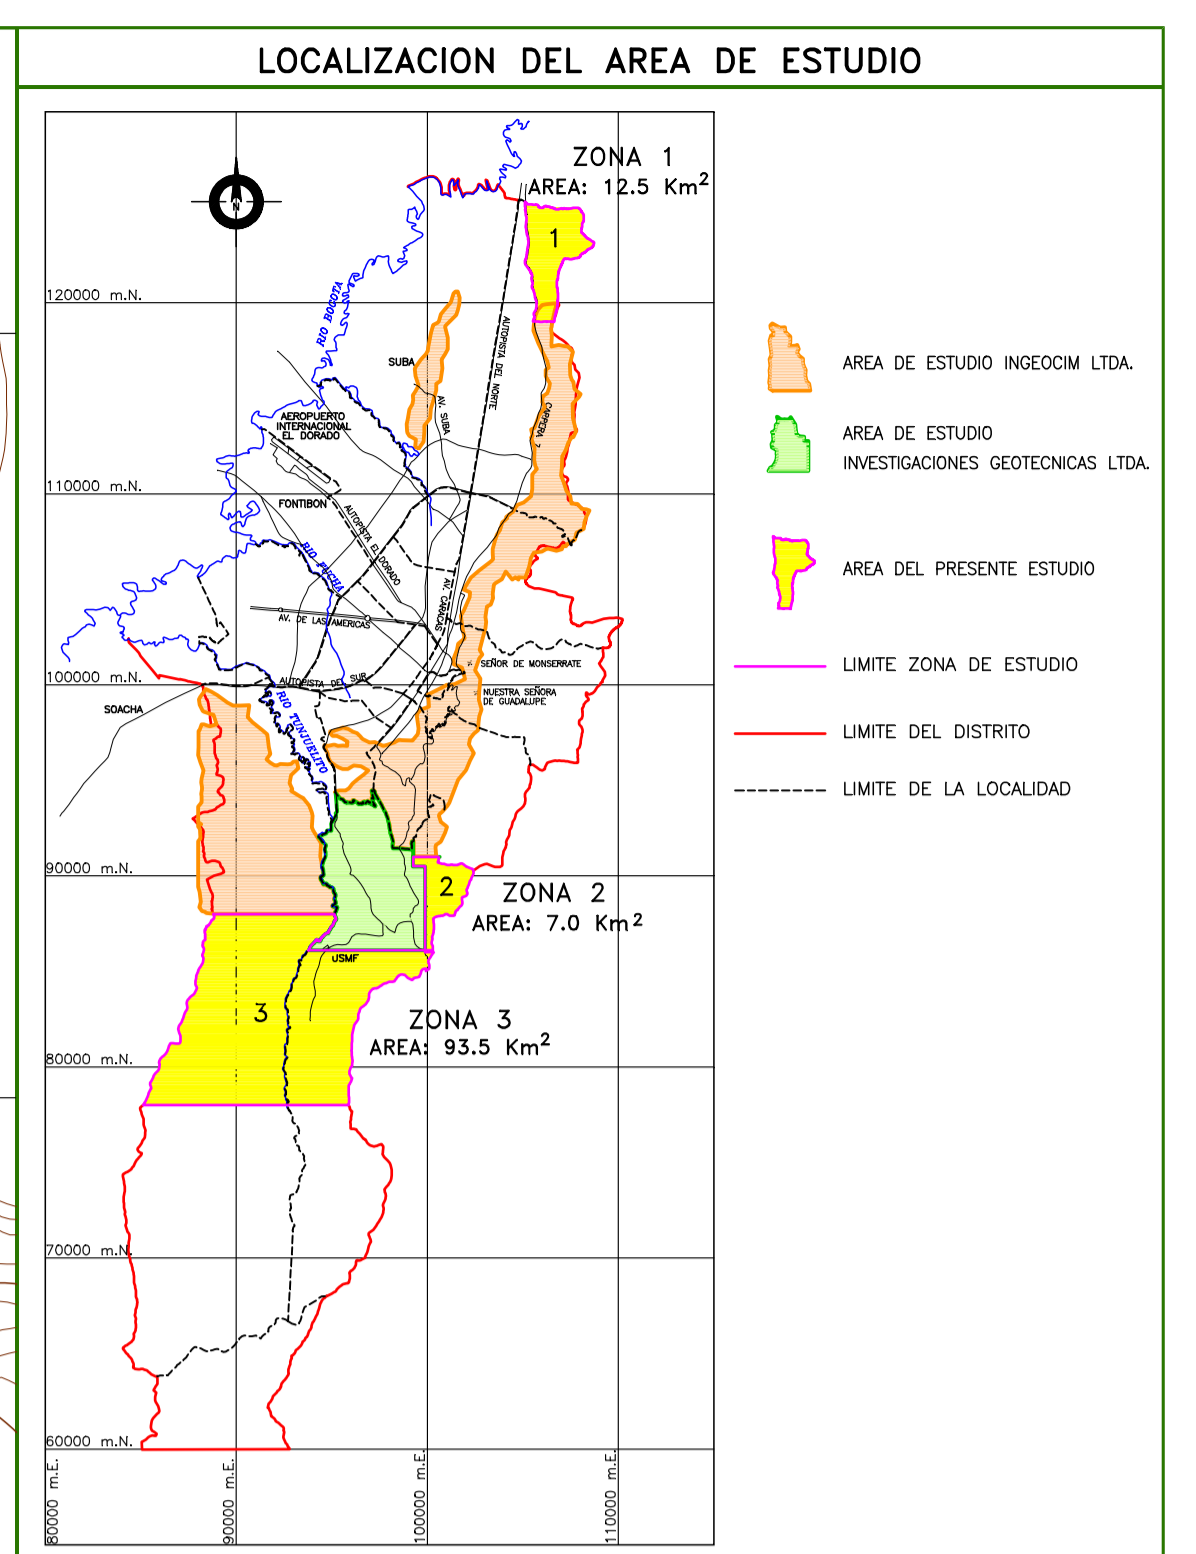 LOCALIZACION DEL AREA DE ESTUDIO
ZONA 1
AREA: 12.5 Km²
N
1
120000 m.N.
RIO BOGOTA
AUTOPISTA DEL NORTE
SUBA
AV. SUBA
CARRERA 7
AEROPUERTO
INTERNACIONAL
EL DORADO
110000 m.N.
FONTIBON
AUTOPISTA EL DORADO
RIO FUCHA
AV. CARACAS
AV. DE LAS AMERICAS
SEÑOR DE MONSERRATE
100000 m.N.
AUTOPISTA DEL SUR
NUESTRA SEÑORA
DE GUADALUPE
SOACHA
RIO TUNJUELITO
90000 m.N.
2
ZONA 2
AREA: 7.0 Km²
USMF
3
ZONA 3
AREA: 93.5 Km²
80000 m.N.
70000 m.N.
60000 m.N.
80000 m.E.
90000 m.E.
100000 m.E.
110000 m.E.
AREA DE ESTUDIO INGEOCIM LTDA.
AREA DE ESTUDIO
INVESTIGACIONES GEOTECNICAS LTDA.
AREA DEL PRESENTE ESTUDIO
LIMITE ZONA DE ESTUDIO
LIMITE DEL DISTRITO
LIMITE DE LA LOCALIDAD